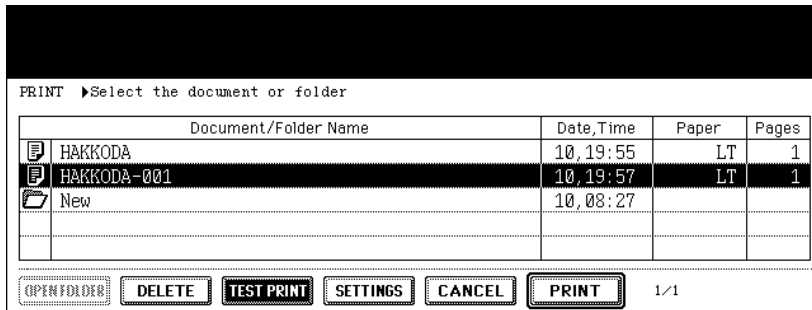 PRINT ▶Select the document or folder
Document/Folder Name Date,Time Paper Pages
HAKKODA 10,19:55 LT 1
HAKKODA-001 10,19:57 LT 1
New 10,08:27
OPEN FOLDER DELETE TEST PRINT SETTINGS CANCEL PRINT 1/1